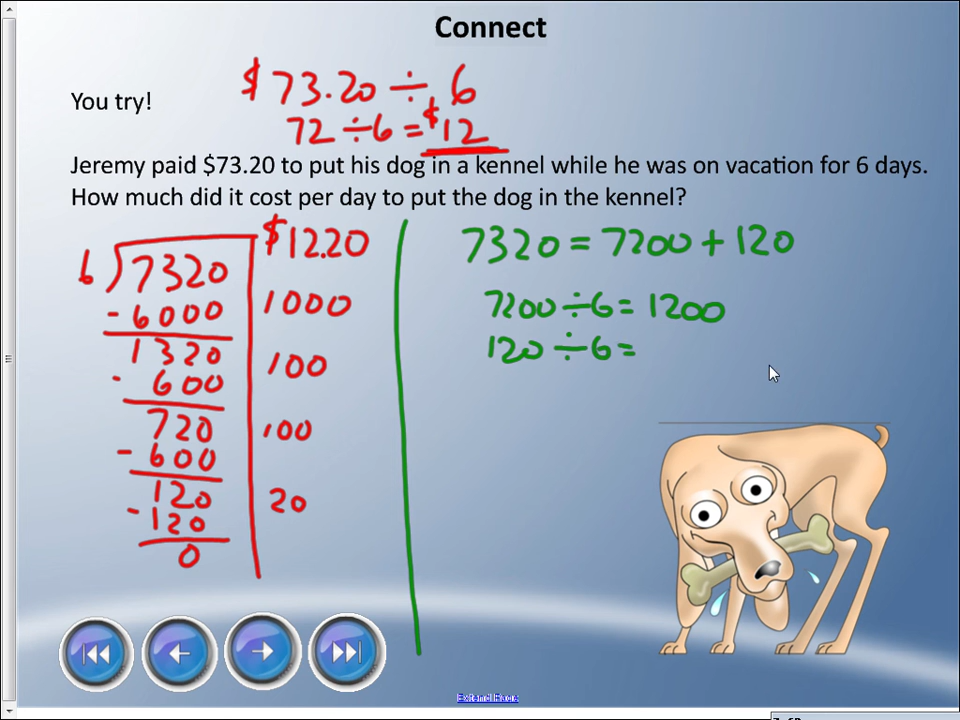 Connect
$73.20 ÷ 6
You try!
72 ÷ 6 = $12
Jeremy paid $73.20 to put his dog in a kennel while he was on vacation for 6 days.
How much did it cost per day to put the dog in the kennel?
$12.20
6 ) 7320
- 6000 1000
1320 100
- 600
720 100
- 600
120 20
- 120
0
7320 = 7200 + 120
7200 ÷ 6 = 1200
120 ÷ 6 =
Extend Page